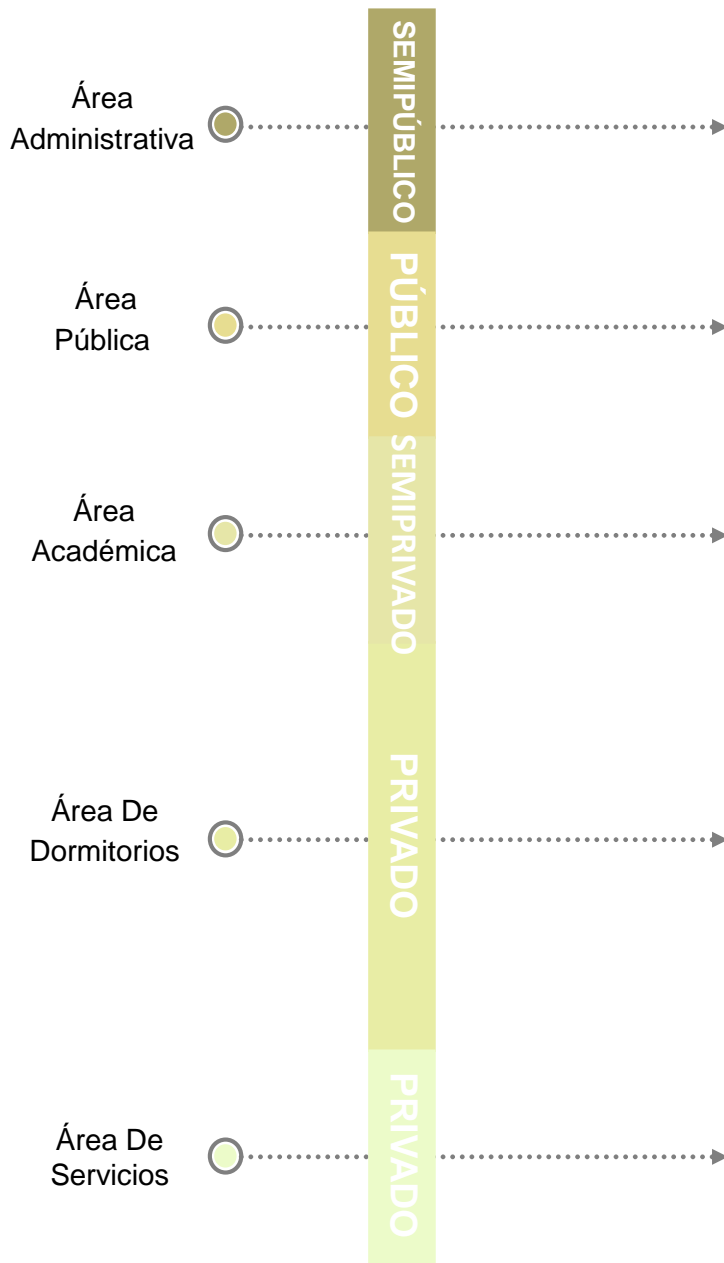 Área
Administrativa
SEMIPÚBLICO
Área
Pública
PÚBLICO
Área
Académica
SEMIPRIVADO
Área De
Dormitorios
PRIVADO
Área De
Servicios
PRIVADO